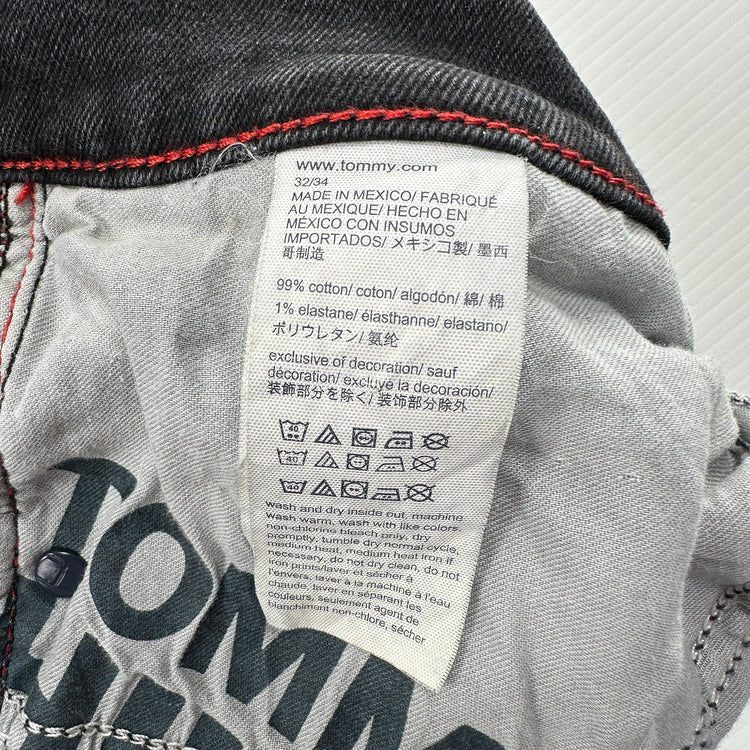 www.tommy.com
32/34
MADE IN MEXICO/ FABRIQUÉ
AU MEXIQUE/ HECHO EN
MÉXICO CON INSUMOS
IMPORTADOS/ メキシコ製/ 墨西
哥制造
99% cotton/ coton/ algodón/ 綿/ 棉
1% elastane/ élasthanne/ elastano/
ポリウレタン/ 氨纶
exclusive of decoration/ sauf
décoration/ excluye la decoración/
装飾部分を除く/ 装饰部分除外
40
40
40
wash and dry inside out, machine
wash warm, wash with like colors,
non-chlorine bleach only, dry
promptly, tumble dry normal cycle,
medium heat, medium heat iron if
necessary, do not dry clean, do not
iron prints/laver et sécher à
l'envers, laver à la machine à l'eau
chaude, laver en séparant les
couleurs, seulement agent de
blanchiment non-chlore, sécher
TOMM